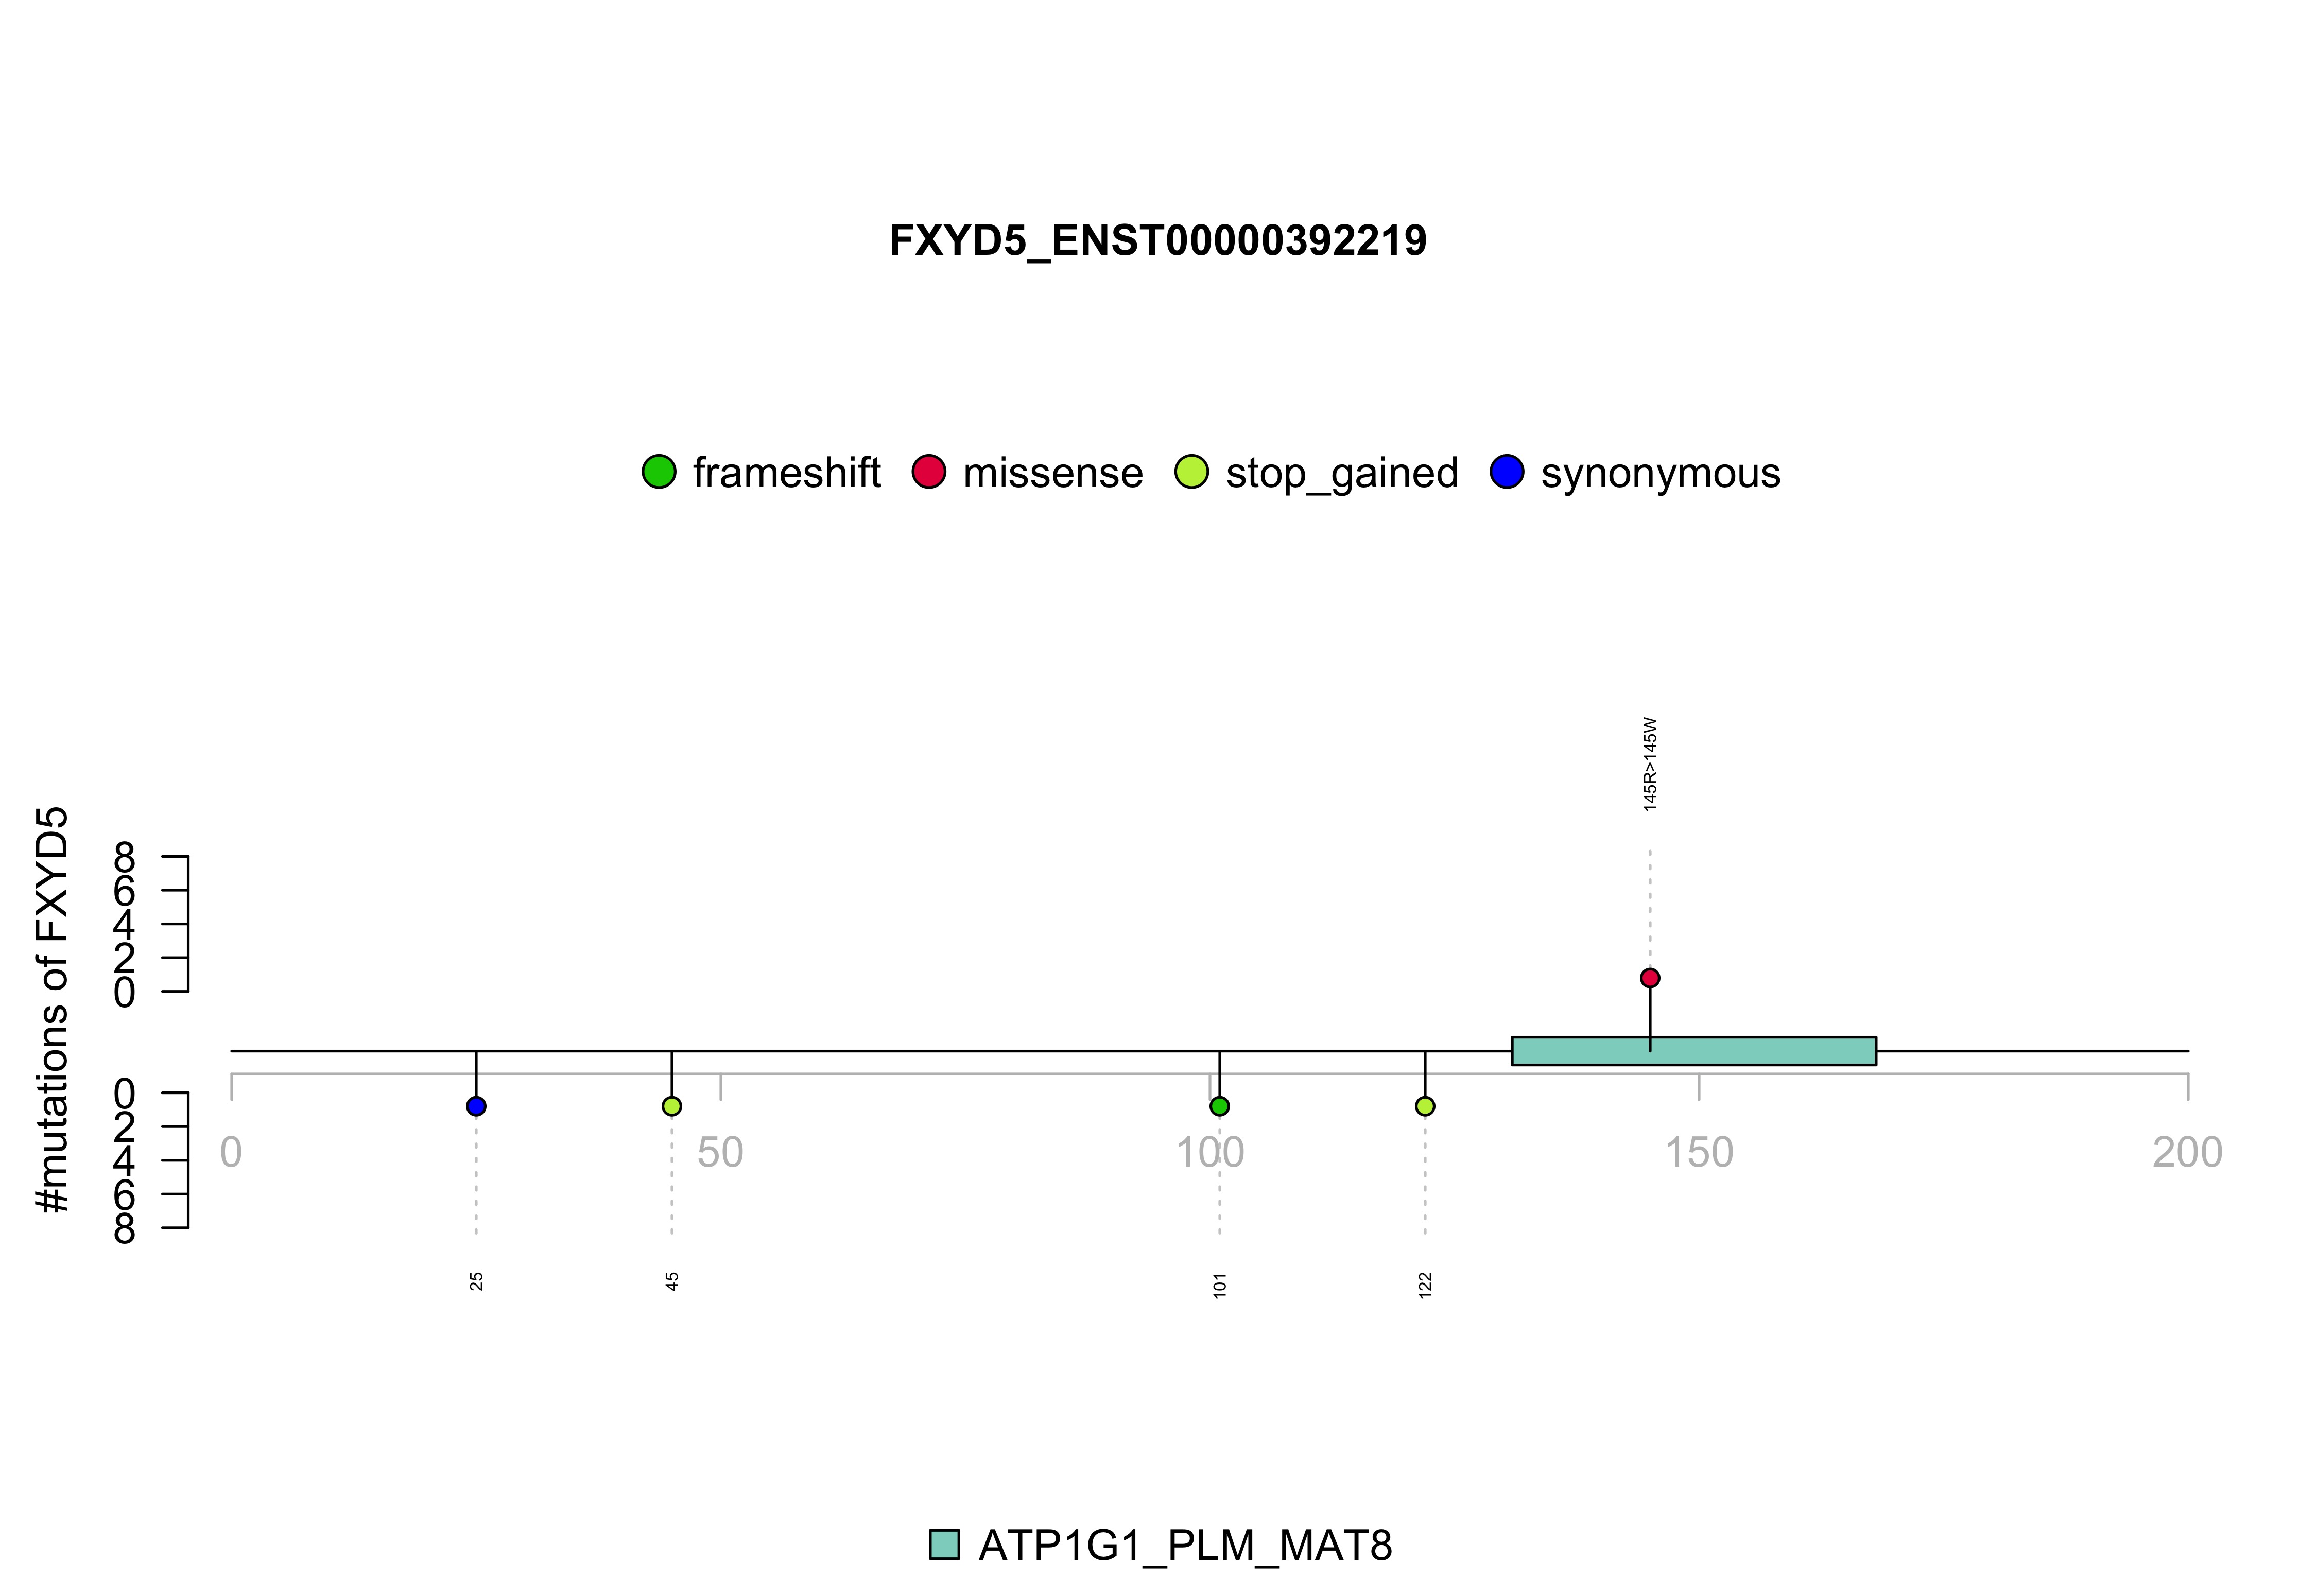 FXYD5_ENST00000392219
frameshift missense stop_gained synonymous
145R>145W
#mutations of FXYD5
8
6
4
2
0
0
2
4
6
8
0 50 100 150 200
25 45 101 122
ATP1G1_PLM_MAT8